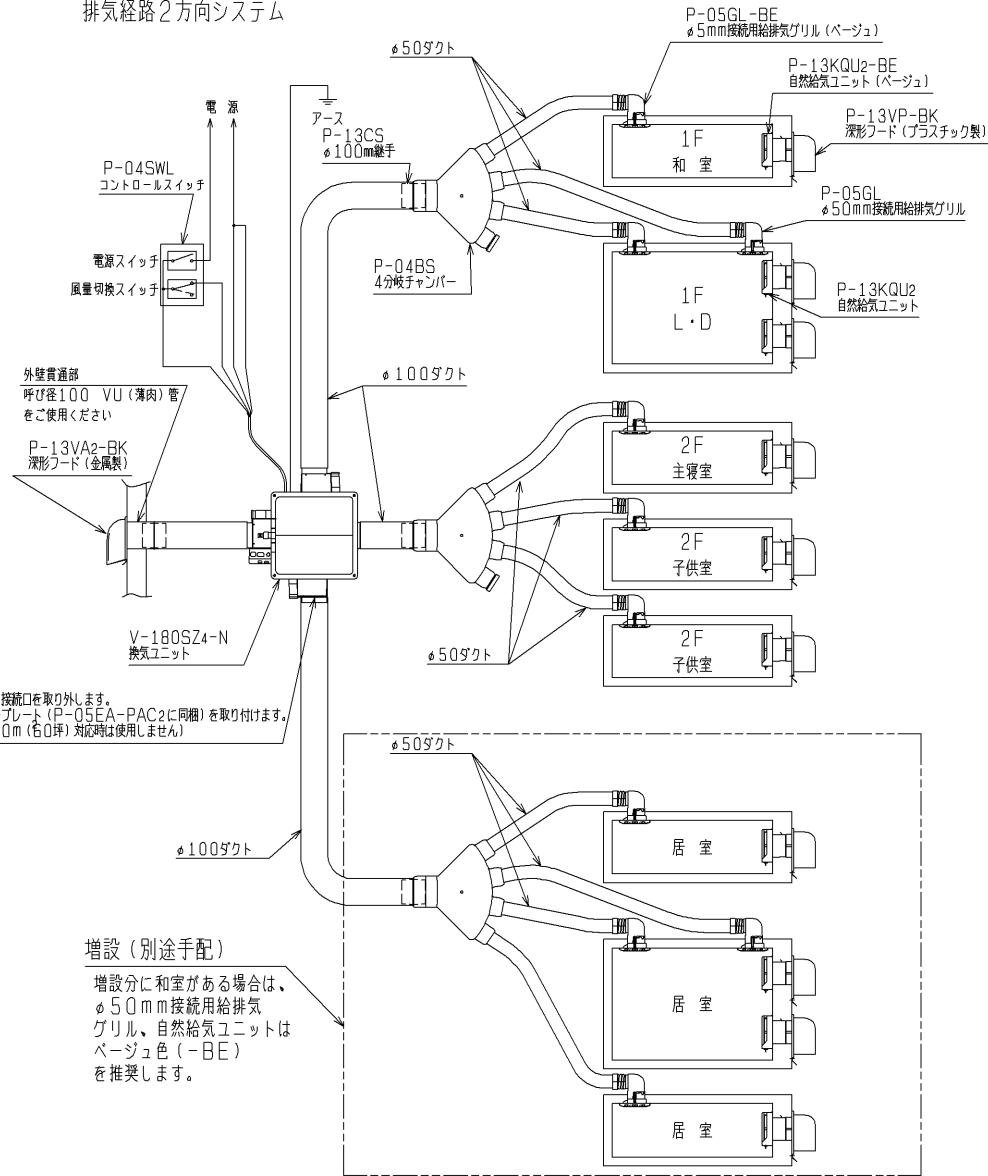 排気経路２方向システム
P-05GL-BE
φ5mm接続用給排気グリル（ベージュ）
φ50ダクト
P-13KQU2-BE
自然給気ユニット（ベージュ）
電 源
アース
P-13CS
φ100mm継手
1F
和 室
P-13VP-BK
深形フード（プラスチック製）
P-04SWL
コントロールスイッチ
P-05GL
φ50mm接続用給排気グリル
電源スイッチ
風量切換スイッチ
P-04BS
4分岐チャンバー
1F
L・D
P-13KQU2
自然給気ユニット
外壁貫通部
呼び径100 VU（薄肉）管
をご使用ください
φ100ダクト
P-13VA2-BK
深形フード（金属製）
2F
主寝室
2F
子供室
V-180SZ4-N
換気ユニット
φ50ダクト
2F
子供室
接続口を取り外します。
プレート（P-05EA-PAC2に同梱）を取り付けます。
0m（60坪）対応時は使用しません）
φ50ダクト
φ100ダクト
居 室
増設（別途手配）
増設分に和室がある場合は、
φ50mm接続用給排気
グリル、自然給気ユニットは
ベージュ色（-BE）
を推奨します。
居 室
居 室